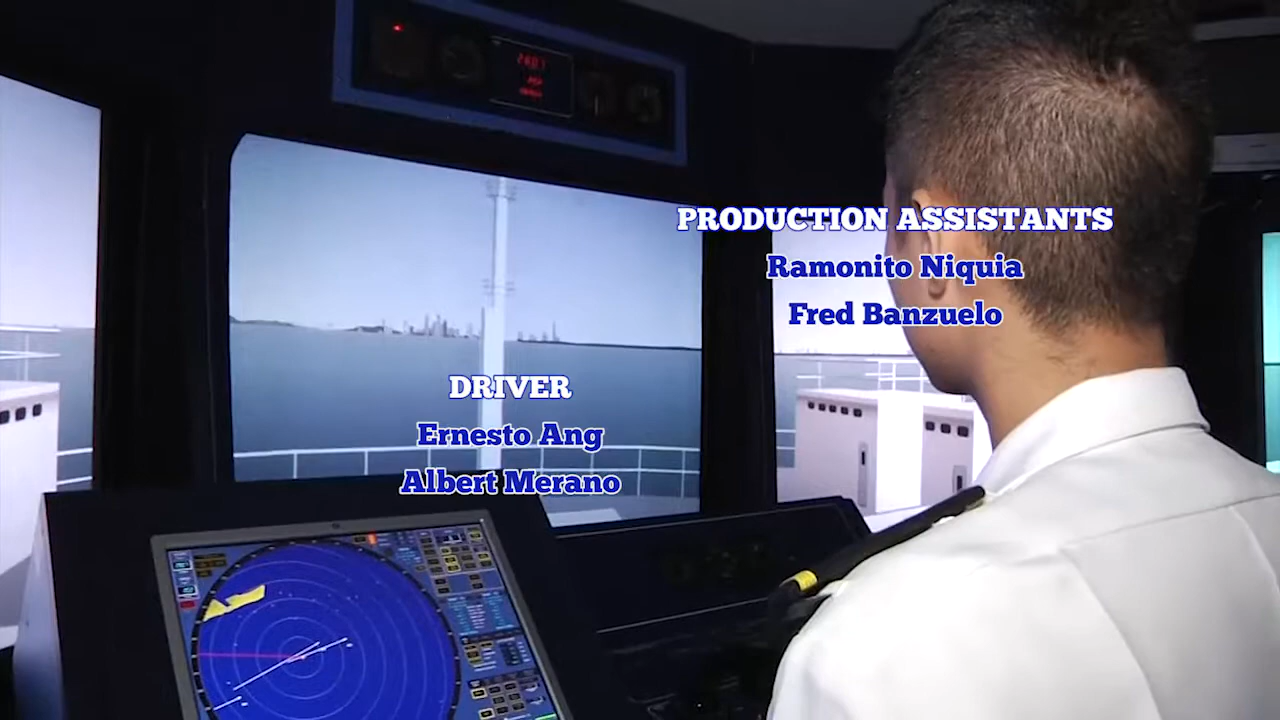 PRODUCTION ASSISTANTS
Ramonito Niquia
Fred Banzuelo
DRIVER
Ernesto Ang
Albert Merano